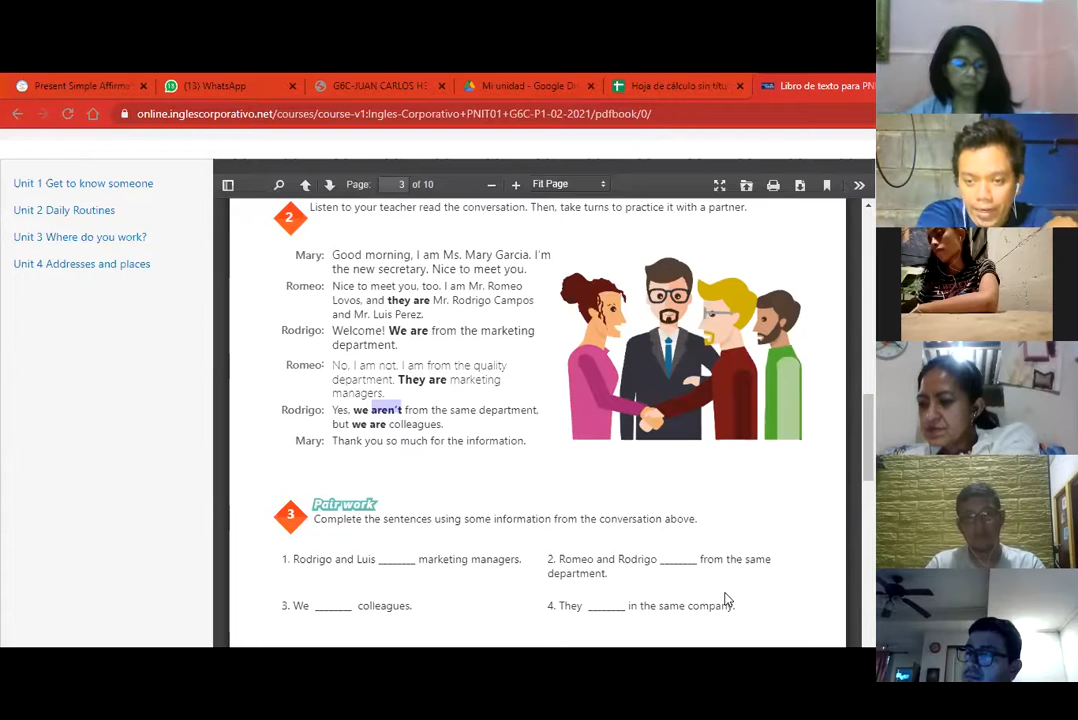 Present Simple Affirma
(13) WhatsApp
G6C-JUAN CARLOS HE
Mi unidad - Google Dr
Hoja de cálculo sin títu
Libro de texto para PN
online.inglescorporativo.net/courses/course-v1:Ingles-Corporativo+PNIT01+G6C-P1-02-2021/pdfbook/0/
Unit 1 Get to know someone
Unit 2 Daily Routines
Unit 3 Where do you work?
Unit 4 Addresses and places
Page: 3 of 10
Fit Page
2 Listen to your teacher read the conversation. Then, take turns to practice it with a partner.
Mary: Good morning, I am Ms. Mary Garcia. I'm
the new secretary. Nice to meet you.
Romeo: Nice to meet you, too. I am Mr. Romeo
Lovos, and they are Mr. Rodrigo Campos
and Mr. Luis Perez.
Rodrigo: Welcome! We are from the marketing
department.
Romeo: No, I am not. I am from the quality
department. They are marketing
managers.
Rodrigo: Yes, we aren't from the same department,
but we are colleagues.
Mary: Thank you so much for the information.
Pair work
3 Complete the sentences using some information from the conversation above.
1. Rodrigo and Luis _______ marketing managers.
2. Romeo and Rodrigo _______ from the same
department.
3. We _______ colleagues.
4. They _______ in the same company.